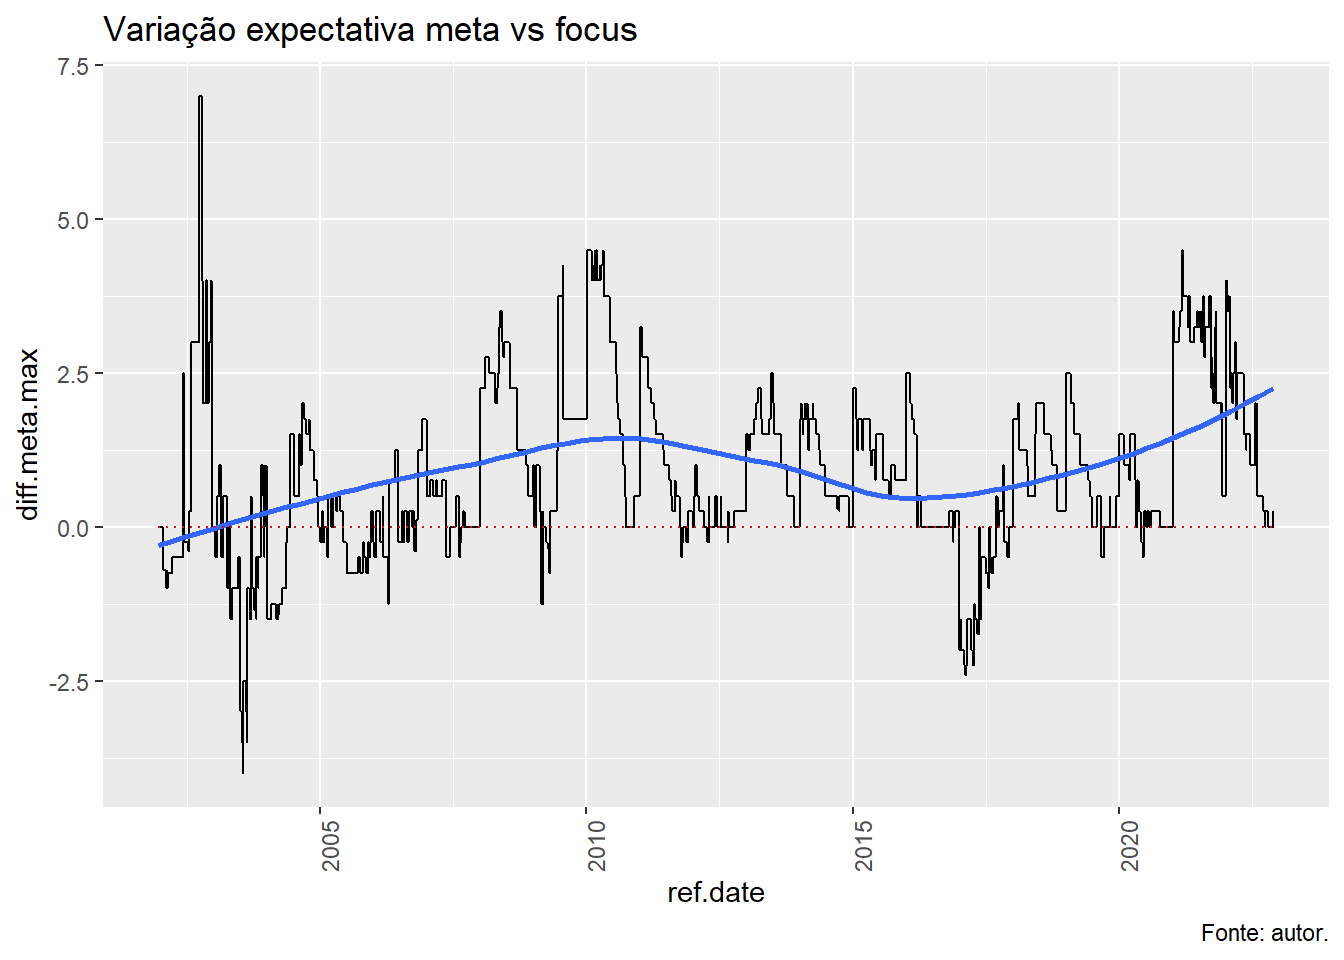 Variação expectativa meta vs focus
7.5
5.0
2.5
0.0
-2.5
diff.meta.max
2005
2010
2015
2020
ref.date
Fonte: autor.